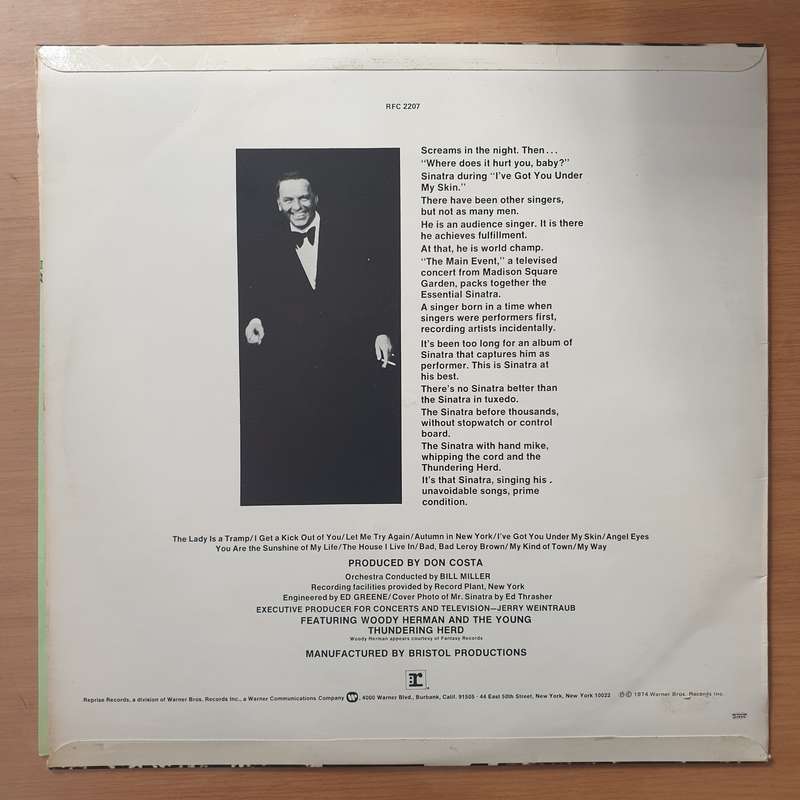 RFC 2207
Screams in the night. Then...
"Where does it hurt you, baby?"
Sinatra during "I've Got You Under
My Skin."
There have been other singers,
but not as many men.
He is an audience singer. It is there
he achieves fulfillment.
At that, he is world champ.
"The Main Event," a televised
concert from Madison Square
Garden, packs together the
Essential Sinatra.
A singer born in a time when
singers were performers first,
recording artists incidentally.
It's been too long for an album of
Sinatra that captures him as
performer. This is Sinatra at
his best.
There's no Sinatra better than
the Sinatra in tuxedo.
The Sinatra before thousands,
without stopwatch or control
board.
The Sinatra with hand mike,
whipping the cord and the
Thundering Herd.
It's that Sinatra, singing his
unavoidable songs, prime
condition.
The Lady Is a Tramp/I Get a Kick Out of You/Let Me Try Again/Autumn in New York/I've Got You Under My Skin/Angel Eyes
You Are the Sunshine of My Life/The House I Live In/Bad, Bad Leroy Brown/My Kind of Town/My Way
PRODUCED BY DON COSTA
Orchestra Conducted by BILL MILLER
Recording facilities provided by Record Plant, New York
Engineered by ED GREENE/Cover Photo of Mr. Sinatra by Ed Thrasher
EXECUTIVE PRODUCER FOR CONCERTS AND TELEVISION—JERRY WEINTRAUB
FEATURING WOODY HERMAN AND THE YOUNG
THUNDERING HERD
Woody Herman appears courtesy of Fantasy Records
MANUFACTURED BY BRISTOL PRODUCTIONS
r:
Reprise Records, a division of Warner Bros. Records Inc., a Warner Communications Company W, 4000 Warner Blvd., Burbank, Calif. 91505 · 44 East 50th Street, New York, New York 10022 ℗© 1974 Warner Bros. Records Inc.